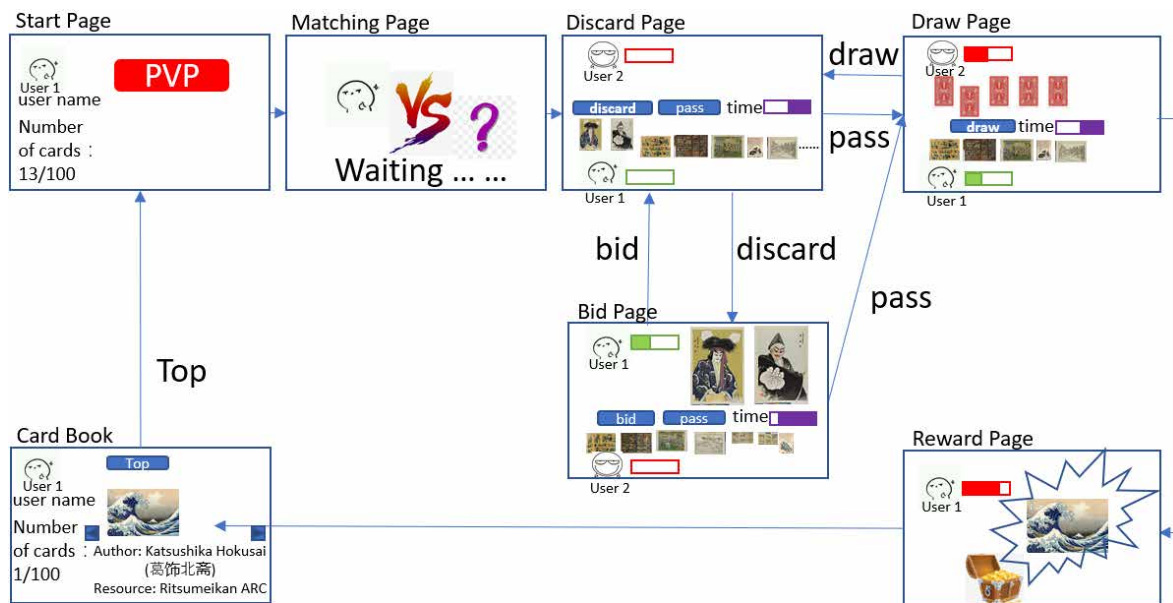 Start Page
User 1
user name
Number
of cards：
13/100
PVP
Matching Page
VS
?
Waiting ... ...
Discard Page
User 2
discard
pass
time
......
User 1
draw
pass
Draw Page
User 2
draw
time
User 1
bid
discard
pass
Bid Page
User 1
bid
pass
time
User 2
Top
Card Book
User 1
user name
Number
of cards：
1/100
Top
Author: Katsushika Hokusai
(葛饰北斋)
Resource: Ritsumeikan ARC
Reward Page
User 1